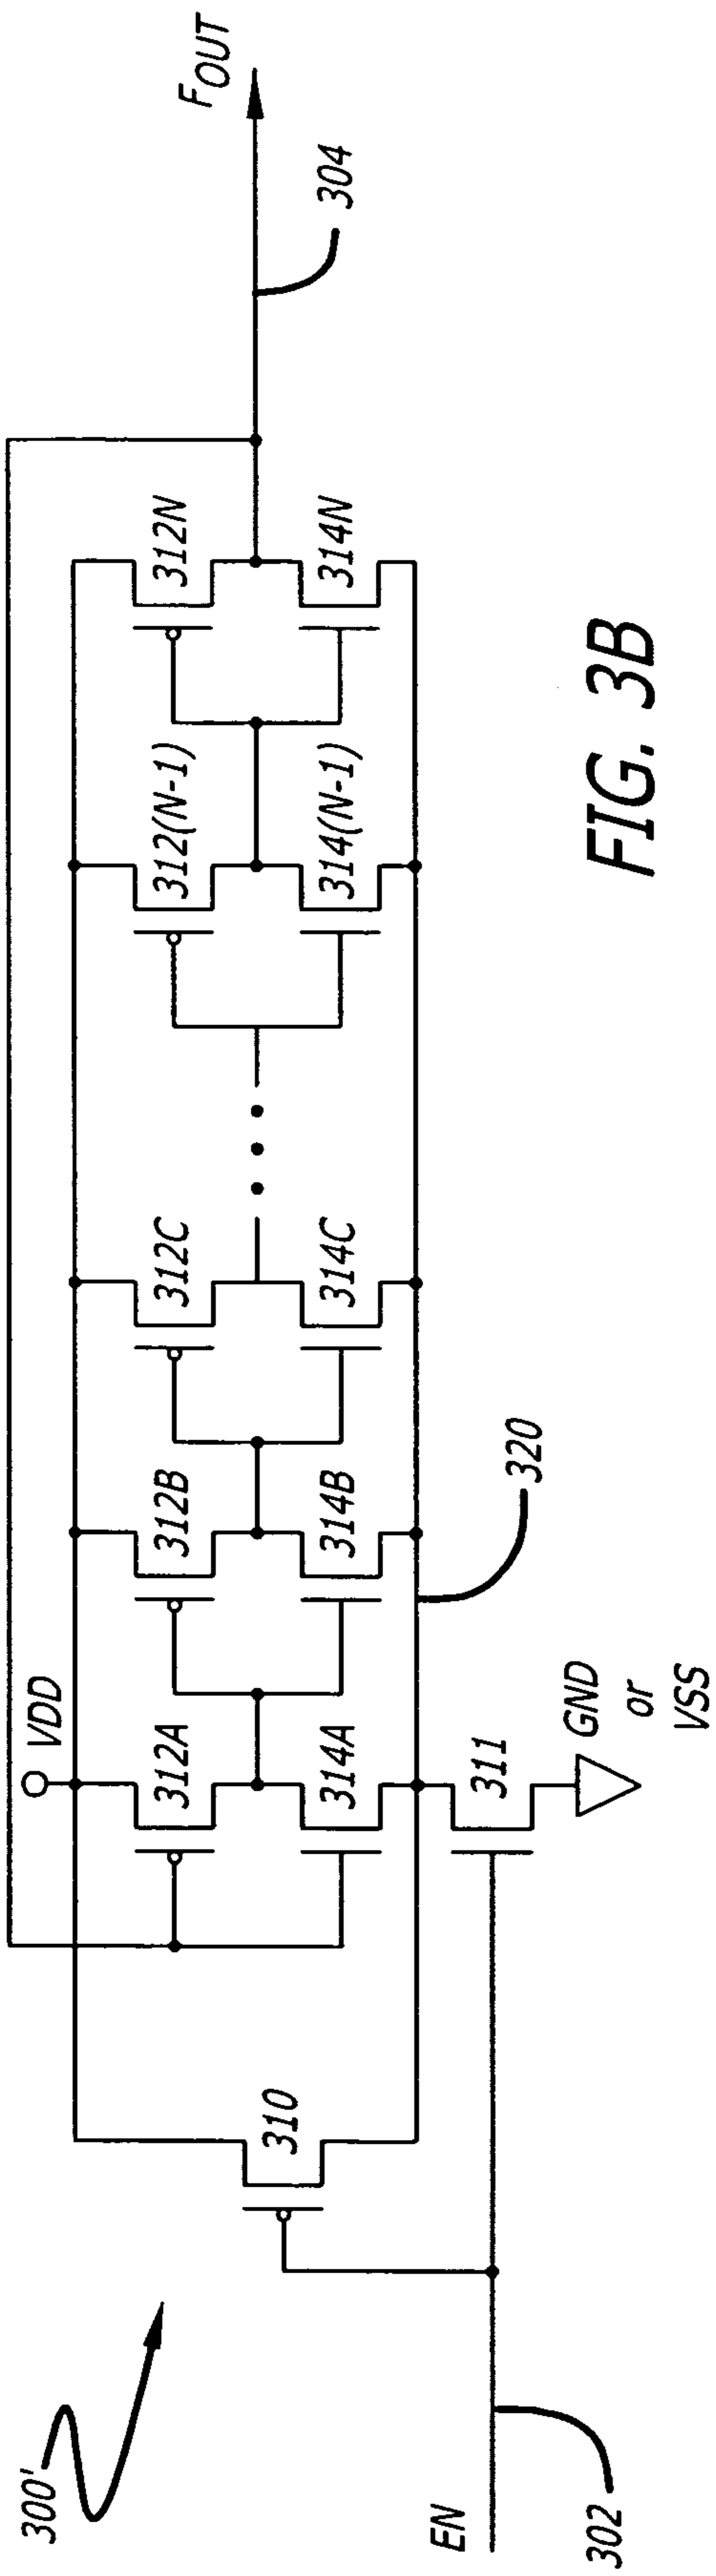 300'
EN
302
310
VDD
312A
314A
311
GND
or
VSS
312B
314B
320
312C
314C
312(N-1)
314(N-1)
312N
314N
304
FOUT
FIG. 3B